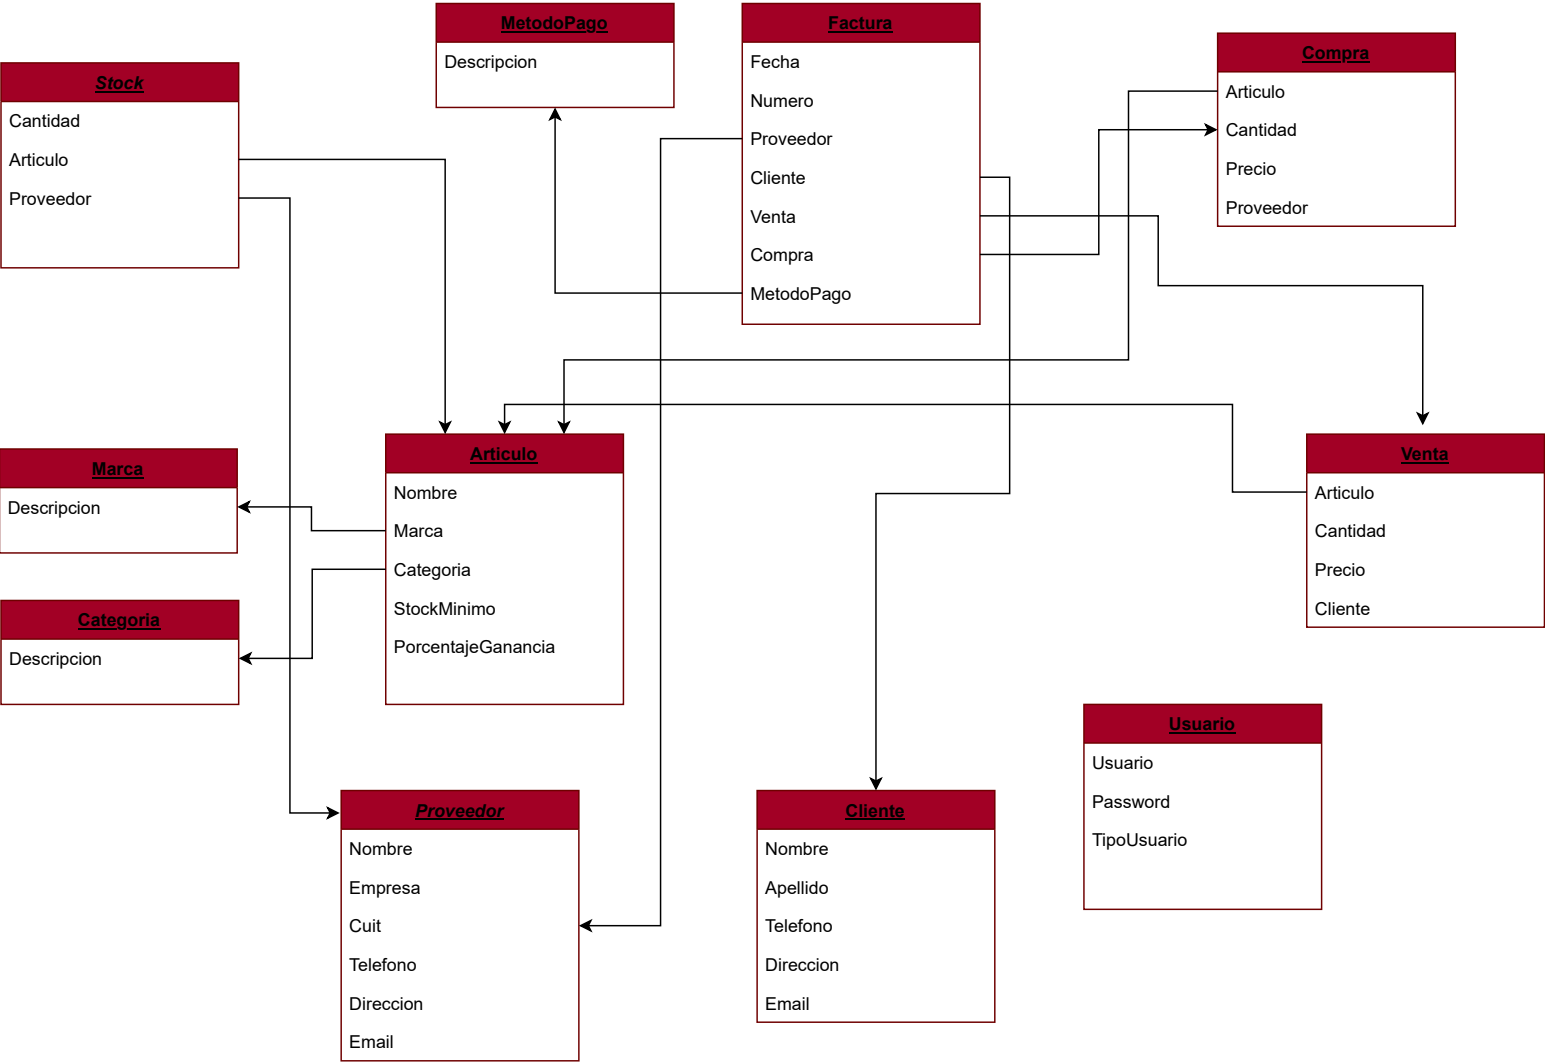 MetodoPago
Descripcion
Factura
Fecha
Numero
Proveedor
Cliente
Venta
Compra
MetodoPago
Compra
Articulo
Cantidad
Precio
Proveedor
Stock
Cantidad
Articulo
Proveedor
Marca
Descripcion
Articulo
Nombre
Marca
Categoria
StockMinimo
PorcentajeGanancia
Venta
Articulo
Cantidad
Precio
Cliente
Categoria
Descripcion
Usuario
Usuario
Password
TipoUsuario
Proveedor
Nombre
Empresa
Cuit
Telefono
Direccion
Email
Cliente
Nombre
Apellido
Telefono
Direccion
Email